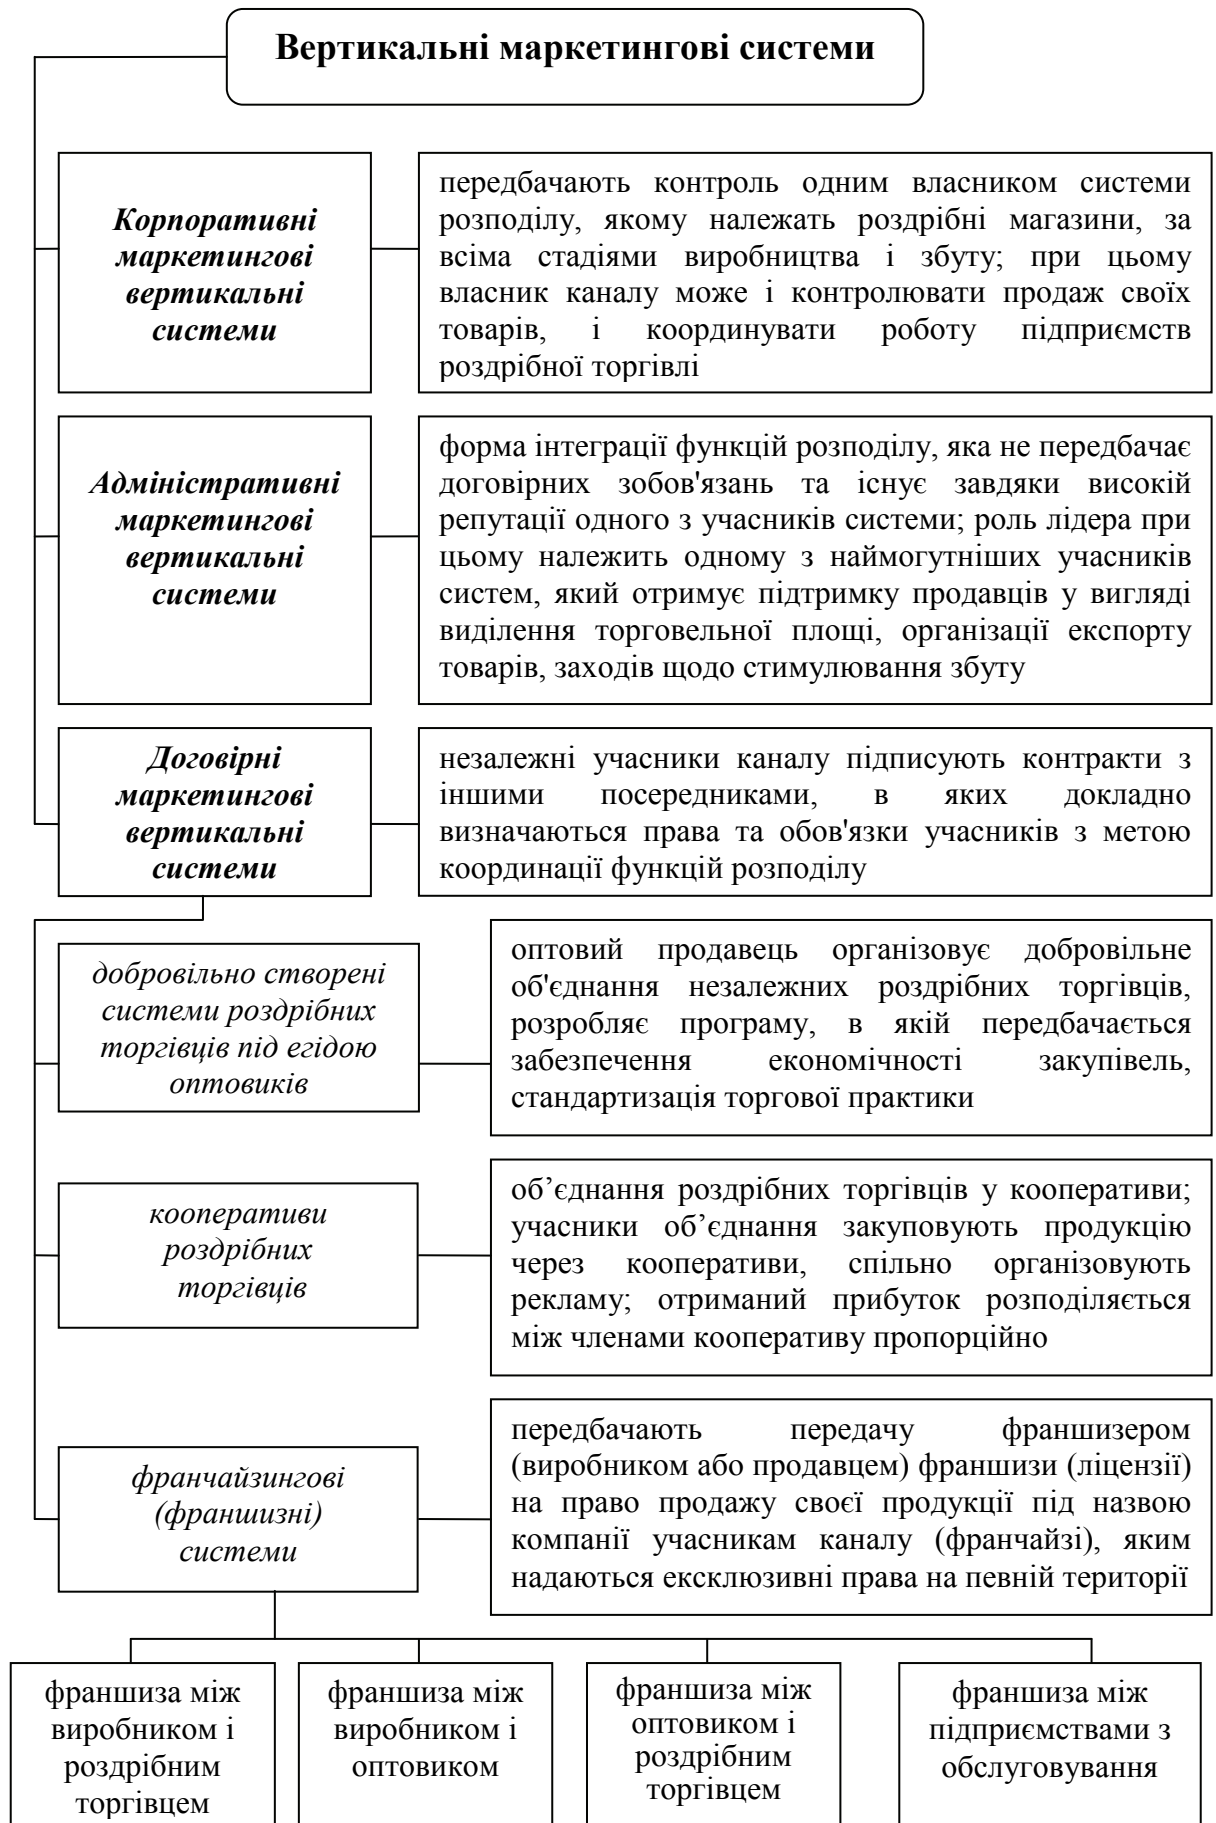 Вертикальні маркетингові системи
Корпоративні
маркетингові
вертикальні
системи
передбачають контроль одним власником системи
розподілу, якому належать роздрібні магазини, за
всіма стадіями виробництва і збуту; при цьому
власник каналу може і контролювати продаж своїх
товарів, і координувати роботу підприємств
роздрібної торгівлі
Адміністративні
маркетингові
вертикальні
системи
форма інтеграції функцій розподілу, яка не передбачає
договірних зобов'язань та існує завдяки високій
репутації одного з учасників системи; роль лідера при
цьому належить одному з наймогутніших учасників
систем, який отримує підтримку продавців у вигляді
виділення торговельної площі, організації експорту
товарів, заходів щодо стимулювання збуту
Договірні
маркетингові
вертикальні
системи
незалежні учасники каналу підписують контракти з
іншими посередниками, в яких докладно
визначаються права та обов'язки учасників з метою
координації функцій розподілу
добровільно створені
системи роздрібних
торгівців під егідою
оптовиків
оптовий продавець організовує добровільне
об'єднання незалежних роздрібних торгівців,
розробляє програму, в якій передбачається
забезпечення економічності закупівель,
стандартизація торгової практики
кооперативи
роздрібних
торгівців
об’єднання роздрібних торгівців у кооперативи;
учасники об’єднання закуповують продукцію
через кооперативи, спільно організовують
рекламу; отриманий прибуток розподіляється
між членами кооперативу пропорційно
франчайзингові
(франшизні)
системи
передбачають передачу франшизером
(виробником або продавцем) франшизи (ліцензії)
на право продажу своєї продукції під назвою
компанії учасникам каналу (франчайзі), яким
надаються ексклюзивні права на певній території
франшиза між
виробником і
роздрібним
торгівцем
франшиза між
виробником і
оптовиком
франшиза між
оптовиком і
роздрібним
торгівцем
франшиза між
підприємствами з
обслуговування